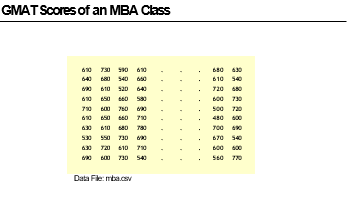 GMAT Scores of an MBA Class
610 730 590 610 . . . 680 630
640 680 540 660 . . . 610 540
690 610 520 640 . . . 720 680
610 650 660 580 . . . 600 730
710 600 760 690 . . . 500 720
610 650 660 710 . . . 480 600
630 610 680 780 . . . 700 690
530 550 730 690 . . . 670 540
630 720 610 710 . . . 600 600
690 600 730 540 . . . 560 770
Data File: mba.csv